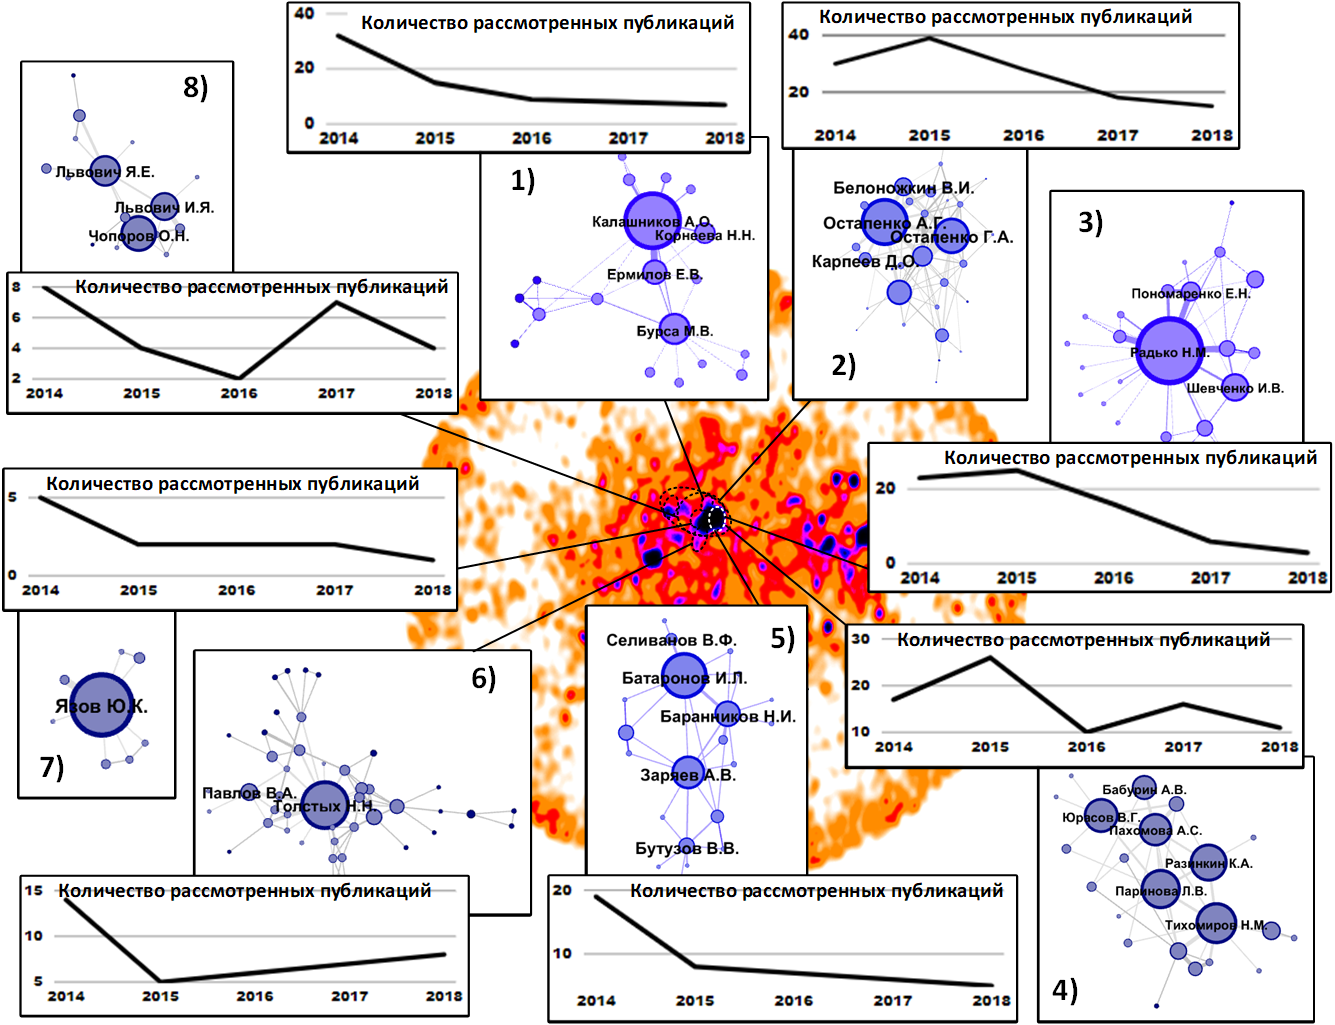 Количество рассмотренных публикаций
40
20
0
2014 2015 2016 2017 2018
1)
Калашников А.О.
Корнеева Н.Н.
Ермилов Е.В.
Бурса М.В.
Количество рассмотренных публикаций
40
20
2014 2015 2016 2017 2018
Белоножкин В.И.
Остапенко А.Г.
Остапенко Г.А.
Карпеев Д.О.
2)
3)
Пономаренко Е.Н.
Радько Н.М.
Шевченко И.В.
Количество рассмотренных публикаций
20
0
2014 2015 2016 2017 2018
30
Количество рассмотренных публикаций
20
10
2014 2015 2016 2017 2018
Бабурин А.В.
Юрасов В.Г.
Пахомова А.С.
Разинкин К.А.
Паринова Л.В.
Тихомиров Н.М.
4)
5)
Селиванов В.Ф.
Батаронов И.Л.
Баранников Н.И.
Заряев А.В.
Бутузов В.В.
20
Количество рассмотренных публикаций
10
2014 2015 2016 2017 2018
6)
Павлов В.А.
Толстых Н.Н.
15
Количество рассмотренных публикаций
10
5
2014 2015 2016 2017 2018
Количество рассмотренных публикаций
5
0
2014 2015 2016 2017 2018
Язов Ю.К.
7)
8)
Львович Я.Е.
Львович И.Я.
Чопоров О.Н.
8
Количество рассмотренных публикаций
6
4
2
2014 2015 2016 2017 2018